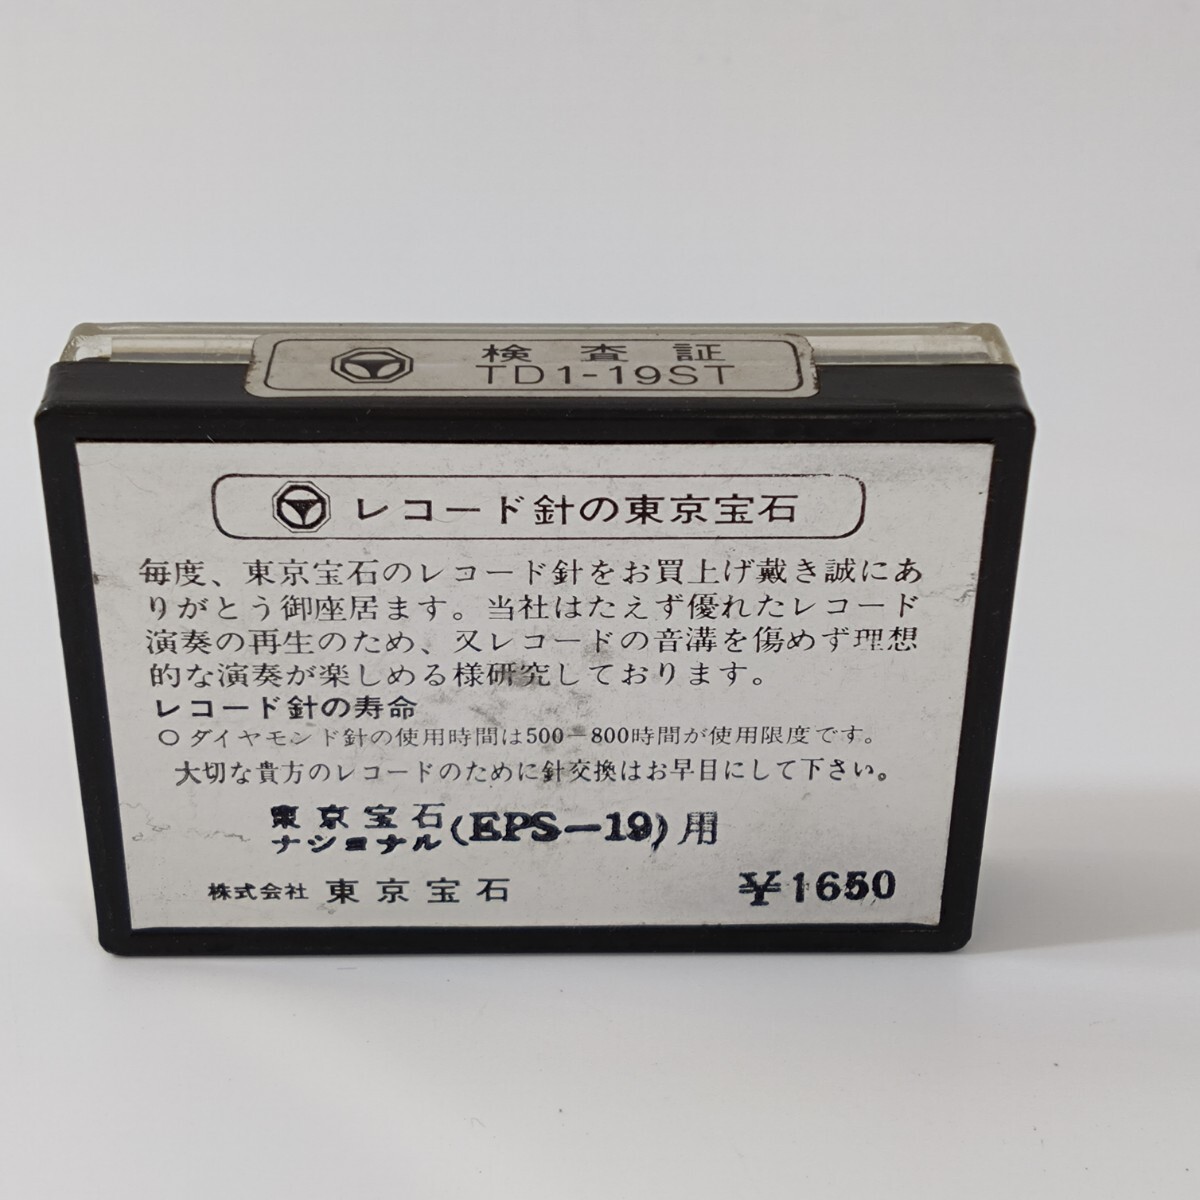 検査証
TD1-19ST
レコード針の東京宝石
毎度、東京宝石のレコード針をお買上げ戴き誠にあ
りがとう御座居ます。当社はたえず優れたレコード
演奏の再生のため、又レコードの音溝を傷めず理想
的な演奏が楽しめる様研究しております。
レコード針の寿命
○ダイヤモンド針の使用時間は500−800時間が使用限度です。
大切な貴方のレコードのために針交換はお早目にして下さい。
東京宝石
ナショナル(EPS−19)用
株式会社 東京宝石 ¥1650